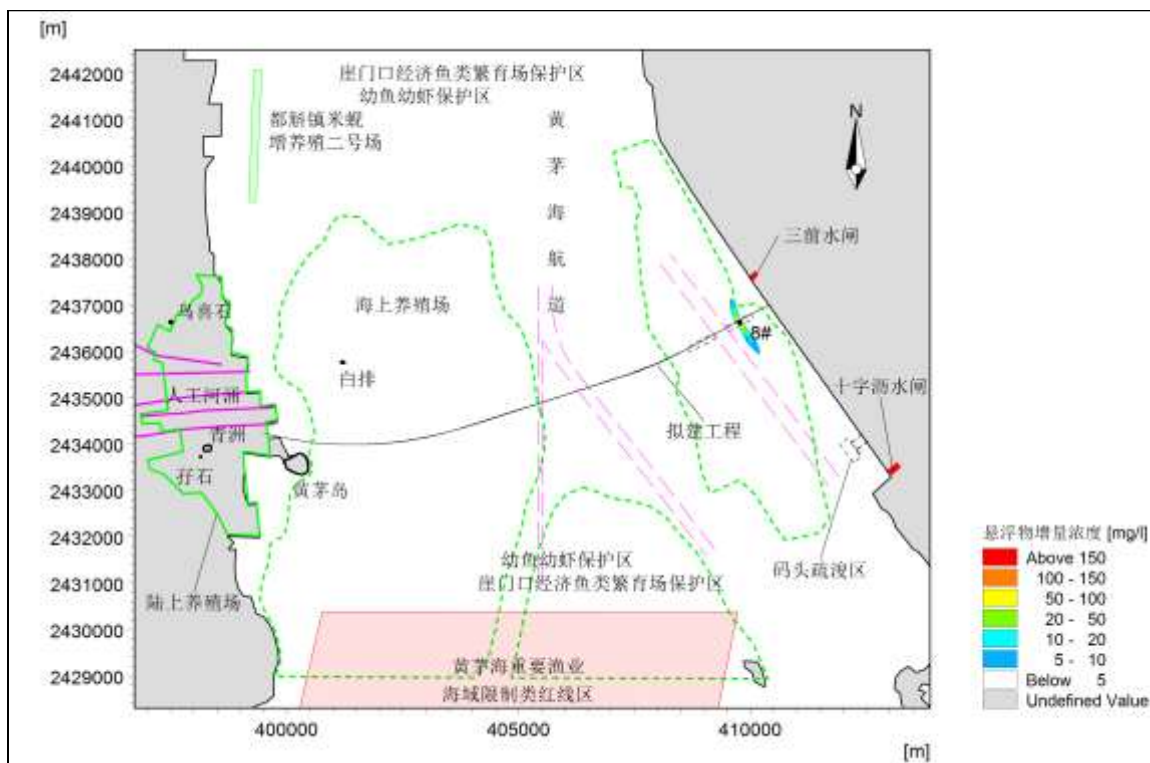 [m]
2442000
2441000
2440000
2439000
2438000
2437000
2436000
2435000
2434000
2433000
2432000
2431000
2430000
2429000
崖门口经济鱼类繁育场保护区
幼鱼幼虾保护区
都斛镇米蚬
增养殖二号场
黄
茅
海
航
道
N
三前水闸
海上养殖场
鸟喜石
8#
白排
人工河涌
十字沥水闸
青洲
拟建工程
孖石
黄茅岛
幼鱼幼虾保护区
崖门口经济鱼类繁育场保护区
码头疏浚区
陆上养殖场
黄茅海重要渔业
海域限制类红线区
400000
405000
410000
[m]
悬浮物增量浓度 [mg/l]
Above 150
100 - 150
50 - 100
20 - 50
10 - 20
5 - 10
Below 5
Undefined Value